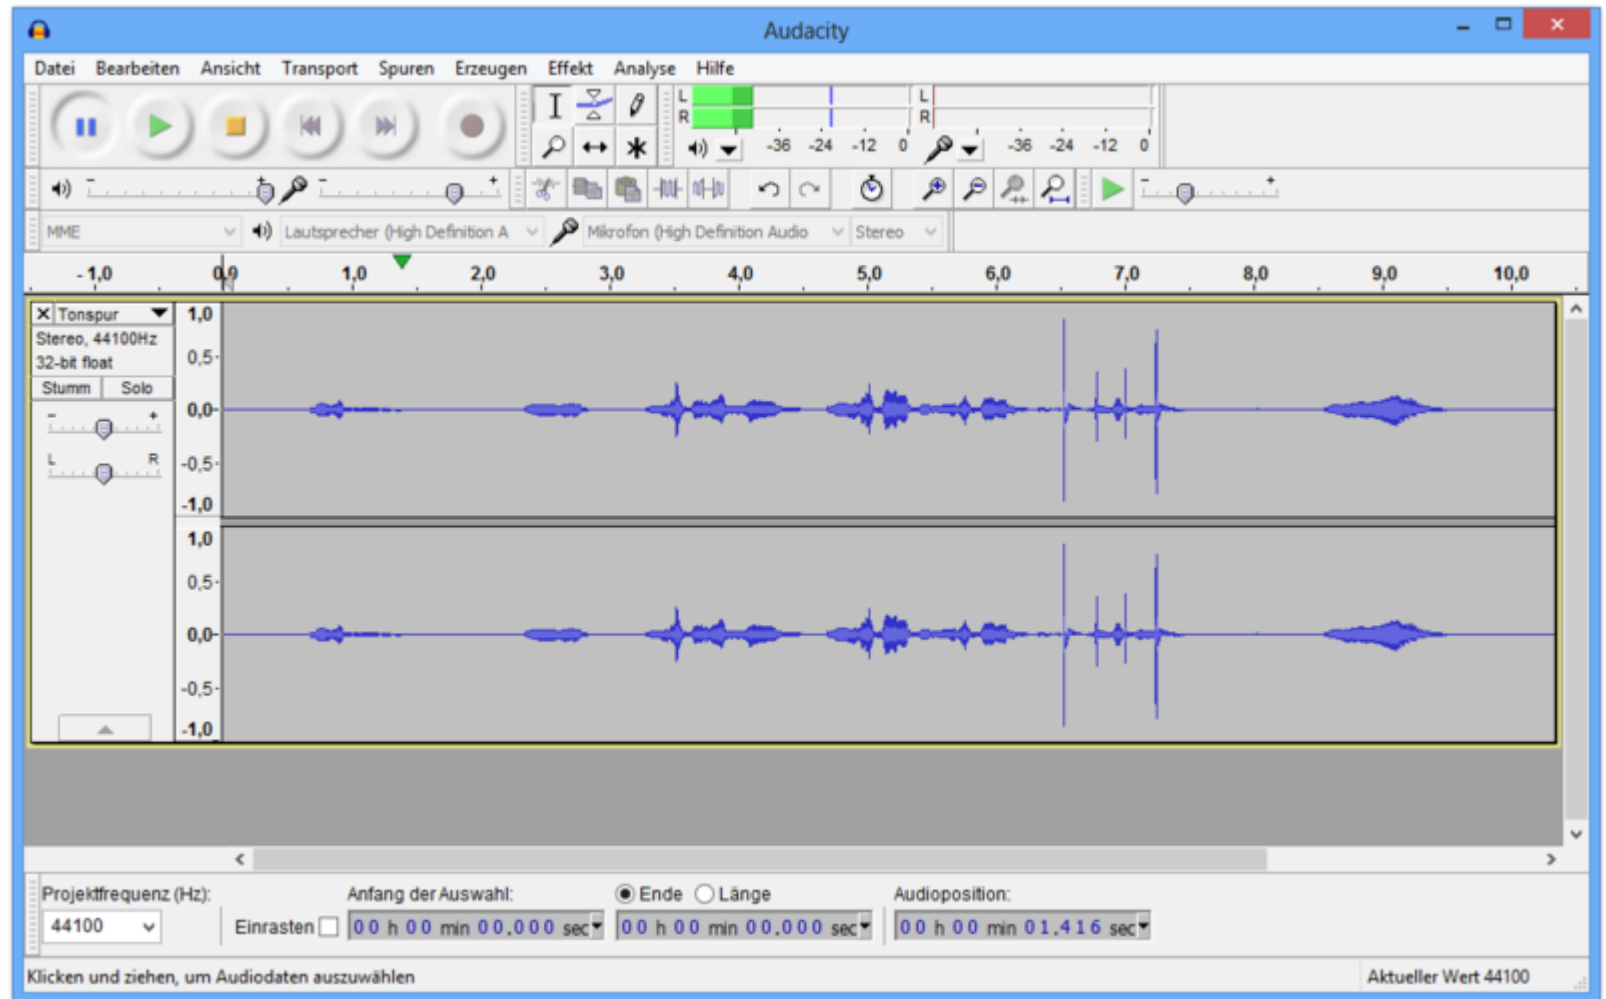 Audacity
Datei Bearbeiten Ansicht Transport Spuren Erzeugen Effekt Analyse Hilfe
L
R
-36 -24 -12 0
L
R
-36 -24 -12 0
MME Lautsprecher (High Definition A Mikrofon (High Definition Audio Stereo
-1,0 0,0 1,0 2,0 3,0 4,0 5,0 6,0 7,0 8,0 9,0 10,0
X Tonspur
Stereo, 44100Hz
32-bit float
Stumm Solo
- +
L R
1,0
0,5
0,0
-0,5
-1,0
1,0
0,5
0,0
-0,5
-1,0
Projektfrequenz (Hz): Anfang der Auswahl: Ende Länge Audioposition:
44100 Einrasten 00 h 00 min 00.000 sec 00 h 00 min 00.000 sec 00 h 00 min 01.416 sec
Klicken und ziehen, um Audiodaten auszuwählen Aktueller Wert 44100